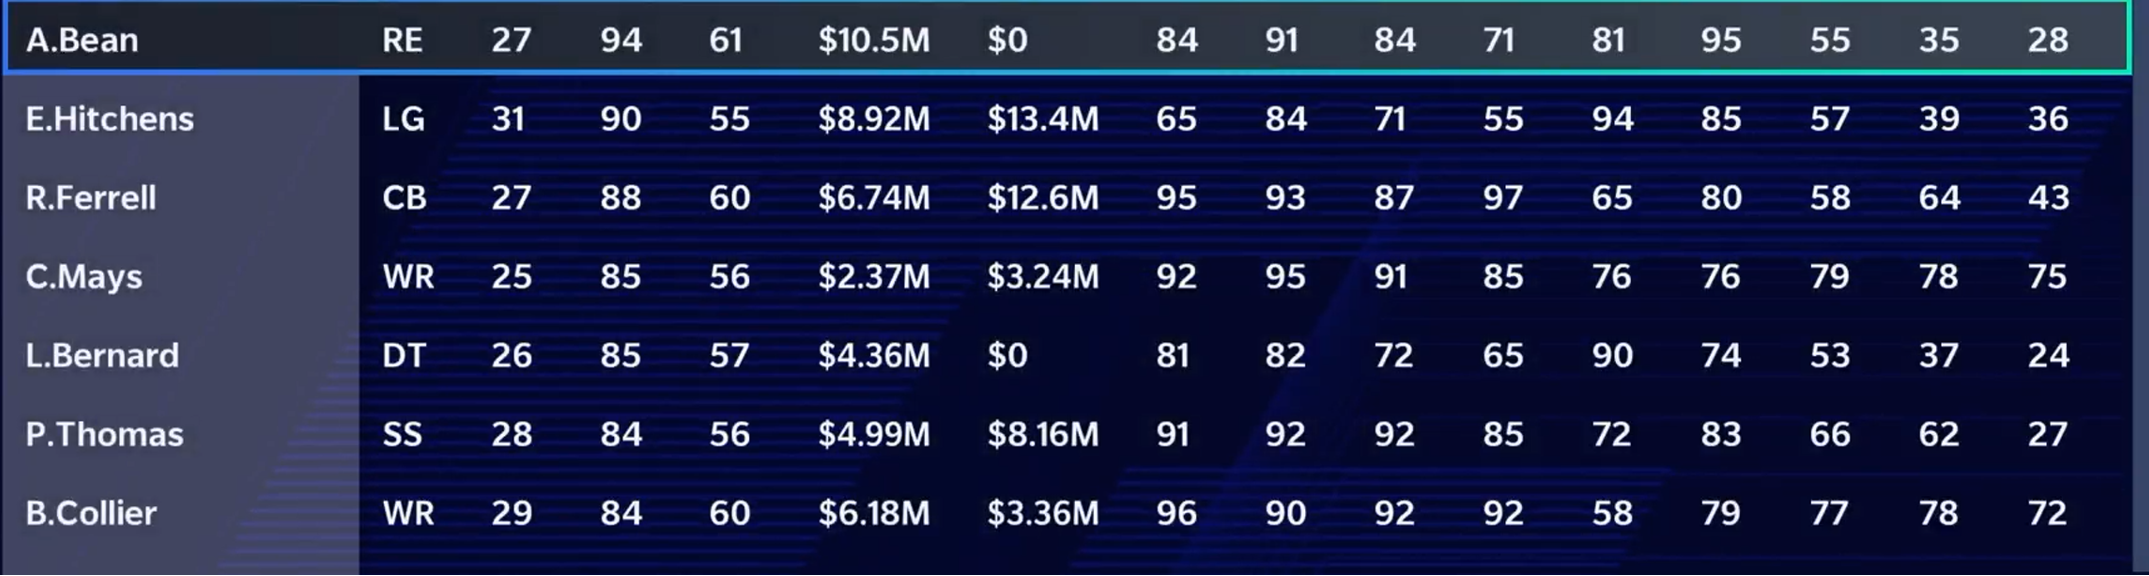 A.Bean RE 27 94 61 $10.5M $0 84 91 84 71 81 95 55 35 28
E.Hitchens LG 31 90 55 $8.92M $13.4M 65 84 71 55 94 85 57 39 36
R.Ferrell CB 27 88 60 $6.74M $12.6M 95 93 87 97 65 80 58 64 43
C.Mays WR 25 85 56 $2.37M $3.24M 92 95 91 85 76 76 79 78 75
L.Bernard DT 26 85 57 $4.36M $0 81 82 72 65 90 74 53 37 24
P.Thomas SS 28 84 56 $4.99M $8.16M 91 92 92 85 72 83 66 62 27
B.Collier WR 29 84 60 $6.18M $3.36M 96 90 92 92 58 79 77 78 72